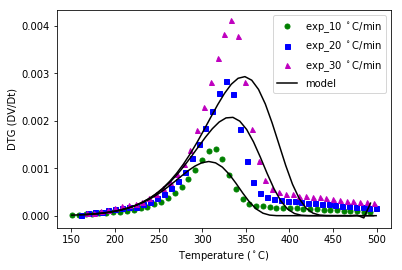 exp_10 °C/min
exp_20 °C/min
exp_30 °C/min
model
DTG (DV/Dt)
0.004
0.003
0.002
0.001
0.000
150 200 250 300 350 400 450 500
Temperature (°C)